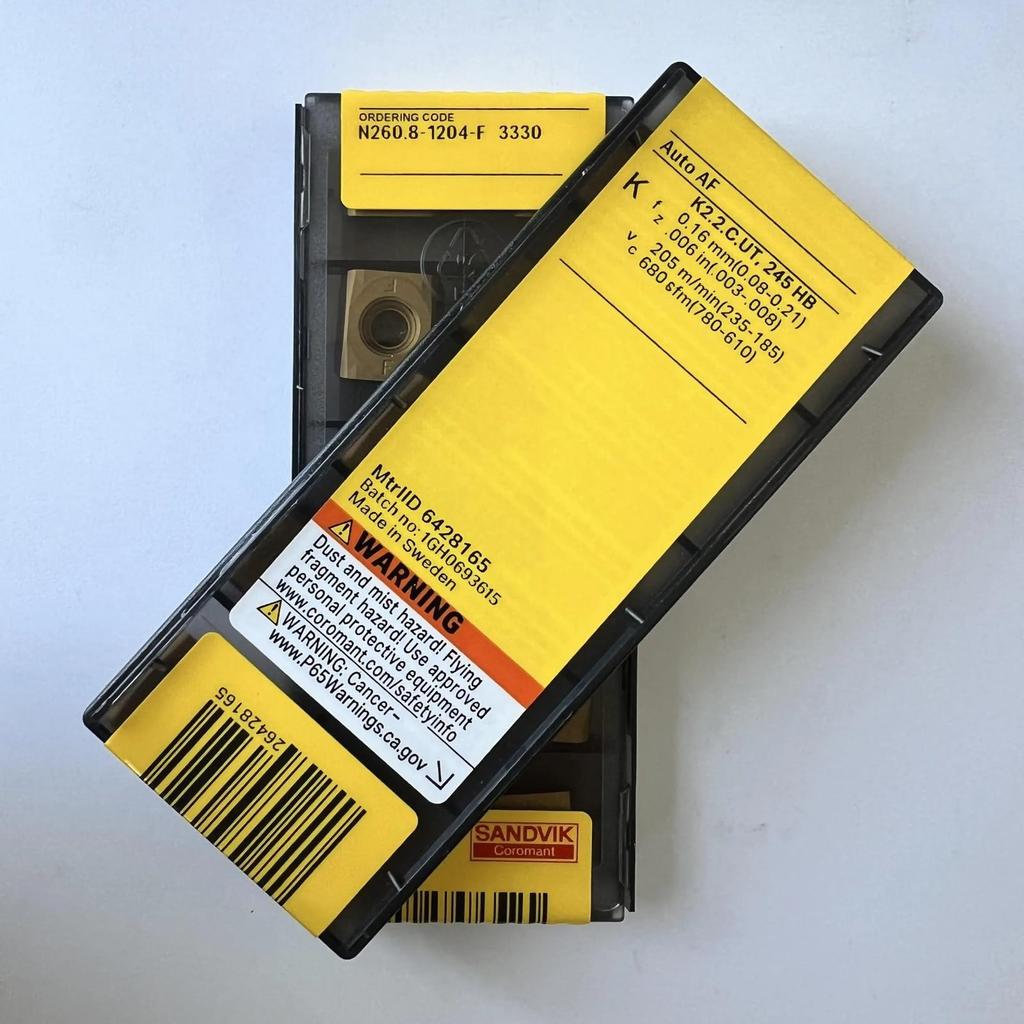 ORDERING CODE
N260.8-1204-F 3330
Auto AF
K
K2.2.C.UT, 245 HB
fz 0.16 mm(0.08-0.21)
.006 in(.003-.008)
vc 205 m/min(235-185)
680 sfm(780-610)
MtrlID 6428165
Batch no: 1GH0693615
Made in Sweden
WARNING
Dust and mist hazard! Flying
fragment hazard! Use approved
personal protective equipment
www.coromant.com/safetyinfo
WARNING: Cancer–
www.P65Warnings.ca.gov
26428165
SANDVIK
Coromant